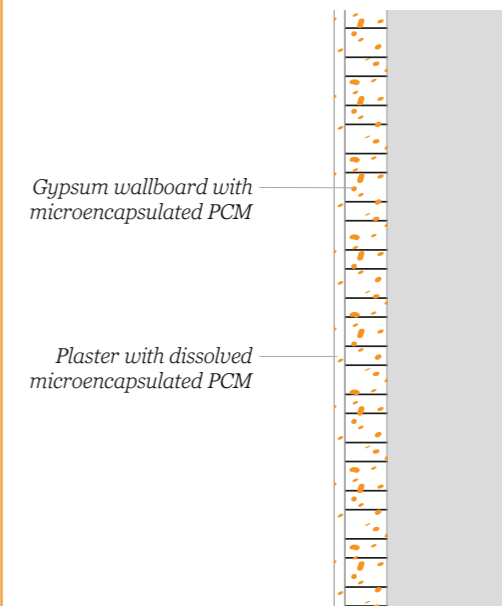 Gypsum wallboard with
microencapsulated PCM
Plaster with dissolved
microencapsulated PCM